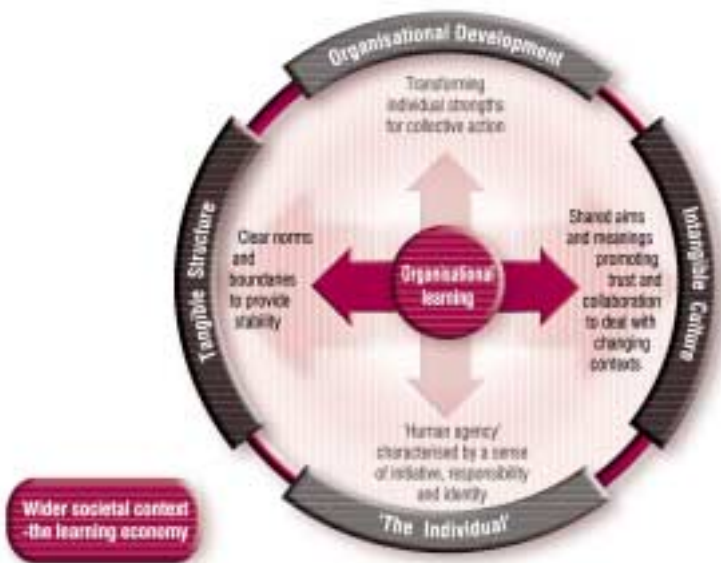 Organisational Development
Transforming
individual strengths
for collective action
Tangible Structure
Clear norms
and
boundaries
to provide
stability
Organisational
learning
Shared aims
and meanings
promoting
trust and
collaboration
to deal with
changing
contexts
Intangible Culture
'Human agency'
characterised by a sense
of initiative, responsibility
and identity
'The Individual'
Wider societal context
-the learning economy